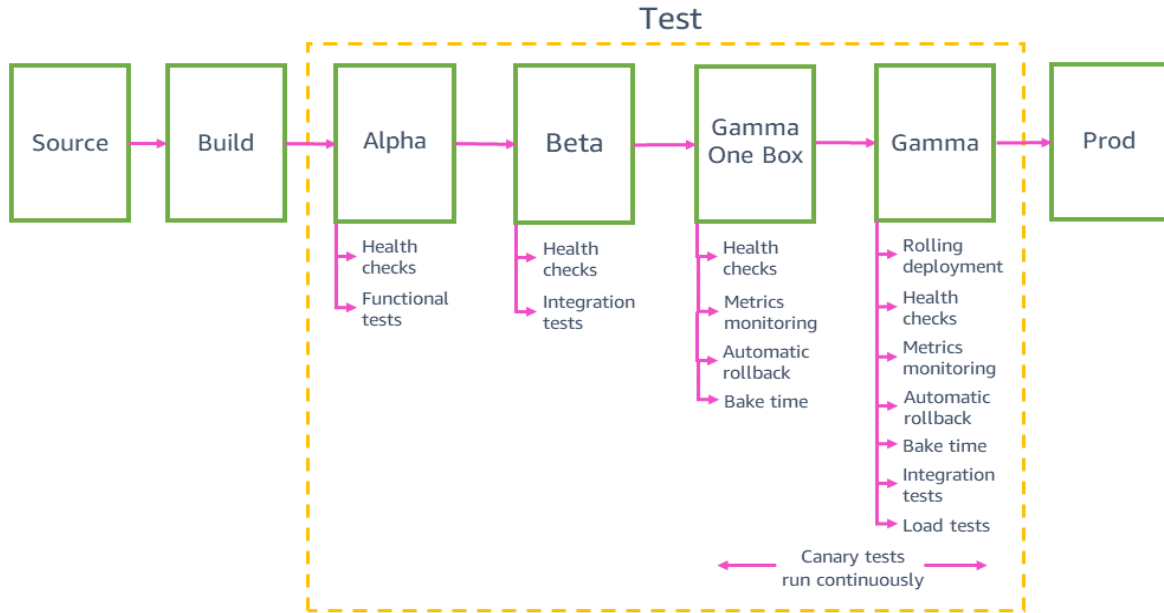 Test
Source
Build
Alpha
Beta
Gamma
One Box
Gamma
Prod
Health
checks
Functional
tests
Health
checks
Integration
tests
Health
checks
Metrics
monitoring
Automatic
rollback
Bake time
Rolling
deployment
Health
checks
Metrics
monitoring
Automatic
rollback
Bake time
Integration
tests
Load tests
Canary tests
run continuously